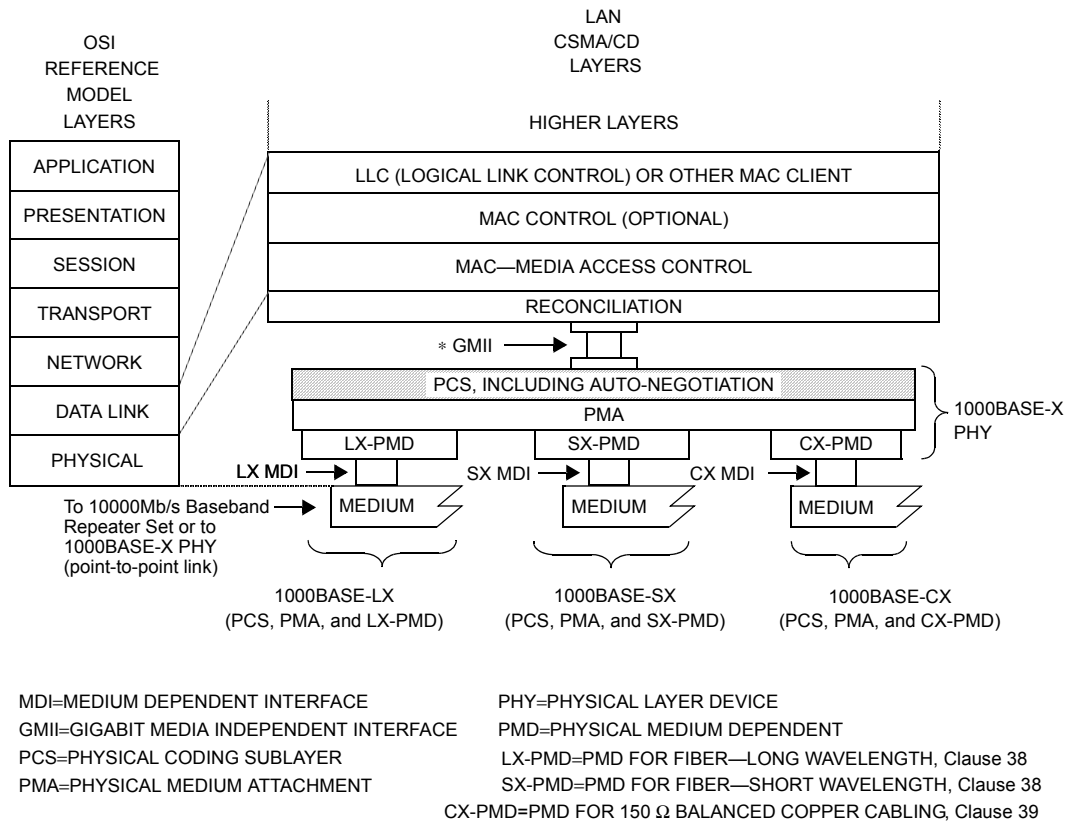 LAN
CSMA/CD
LAYERS
OSI
REFERENCE
MODEL
LAYERS
HIGHER LAYERS
APPLICATION
PRESENTATION
SESSION
TRANSPORT
NETWORK
DATA LINK
PHYSICAL
LLC (LOGICAL LINK CONTROL) OR OTHER MAC CLIENT
MAC CONTROL (OPTIONAL)
MAC—MEDIA ACCESS CONTROL
RECONCILIATION
* GMII
PCS, INCLUDING AUTO-NEGOTIATION
PMA
LX-PMD
SX-PMD
CX-PMD
1000BASE-X
PHY
LX MDI
SX MDI
CX MDI
MEDIUM
MEDIUM
MEDIUM
To 10000Mb/s Baseband
Repeater Set or to
1000BASE-X PHY
(point-to-point link)
1000BASE-LX
(PCS, PMA, and LX-PMD)
1000BASE-SX
(PCS, PMA, and SX-PMD)
1000BASE-CX
(PCS, PMA, and CX-PMD)
MDI=MEDIUM DEPENDENT INTERFACE
GMII=GIGABIT MEDIA INDEPENDENT INTERFACE
PCS=PHYSICAL CODING SUBLAYER
PMA=PHYSICAL MEDIUM ATTACHMENT
PHY=PHYSICAL LAYER DEVICE
PMD=PHYSICAL MEDIUM DEPENDENT
LX-PMD=PMD FOR FIBER—LONG WAVELENGTH, Clause 38
SX-PMD=PMD FOR FIBER—SHORT WAVELENGTH, Clause 38
CX-PMD=PMD FOR 150 Ω BALANCED COPPER CABLING, Clause 39